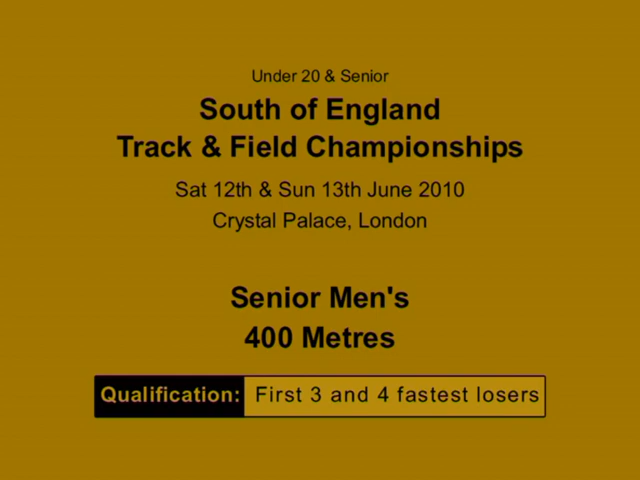 Under 20 & Senior
South of England
Track & Field Championships
Sat 12th & Sun 13th June 2010
Crystal Palace, London
Senior Men's
400 Metres
Qualification: First 3 and 4 fastest losers